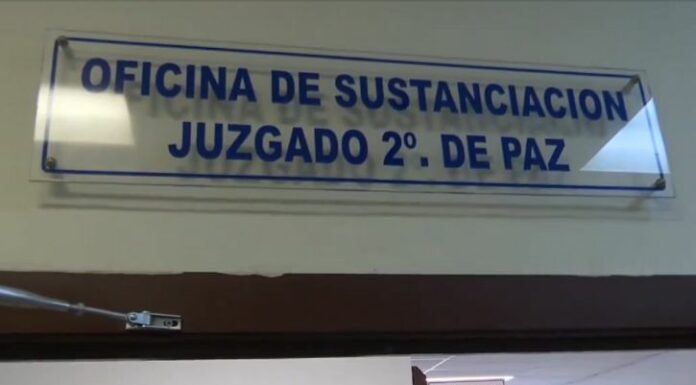 OFICINA DE SUSTANCIACION
JUZGADO 2º. DE PAZ